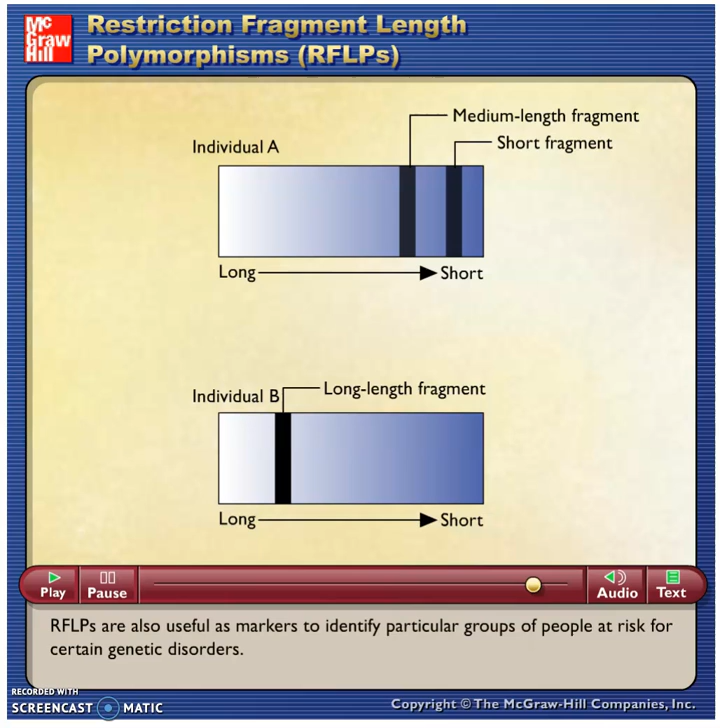 Mc
Graw
Hill
Restriction Fragment Length
Polymorphisms (RFLPs)
Medium-length fragment
Individual A
Short fragment
Long
Short
Individual B
Long-length fragment
Long
Short
Play
Pause
Audio
Text
RFLPs are also useful as markers to identify particular groups of people at risk for
certain genetic disorders.
RECORDED WITH
SCREENCAST MATIC
Copyright © The McGraw-Hill Companies, Inc.